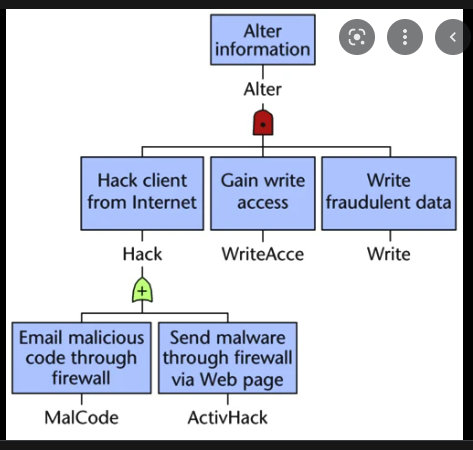 Alter
information
Alter
Hack client
from Internet
Gain write
access
Write
fraudulent data
Hack
WriteAcce
Write
+
Email malicious
code through
firewall
Send malware
through firewall
via Web page
MalCode
ActivHack